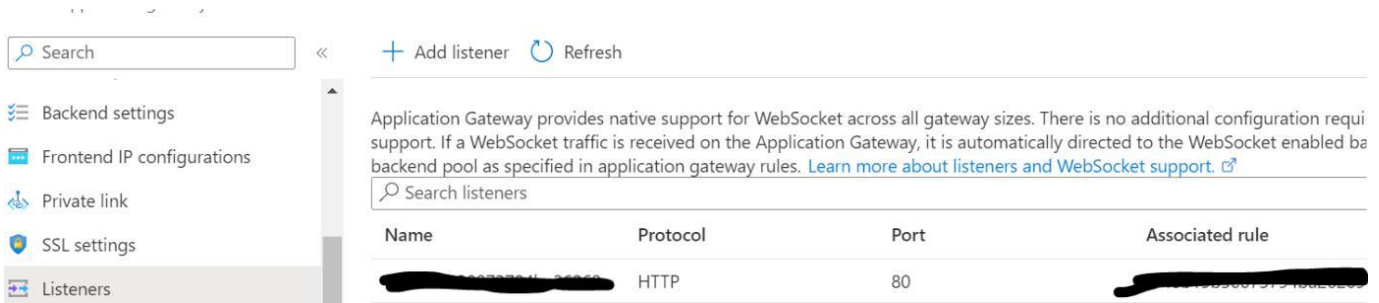 Search
«
+ Add listener Refresh
Backend settings
Frontend IP configurations
Private link
SSL settings
Listeners
Application Gateway provides native support for WebSocket across all gateway sizes. There is no additional configuration requi
support. If a WebSocket traffic is received on the Application Gateway, it is automatically directed to the WebSocket enabled ba
backend pool as specified in application gateway rules. Learn more about listeners and WebSocket support.
Search listeners
Name Protocol Port Associated rule
HTTP 80